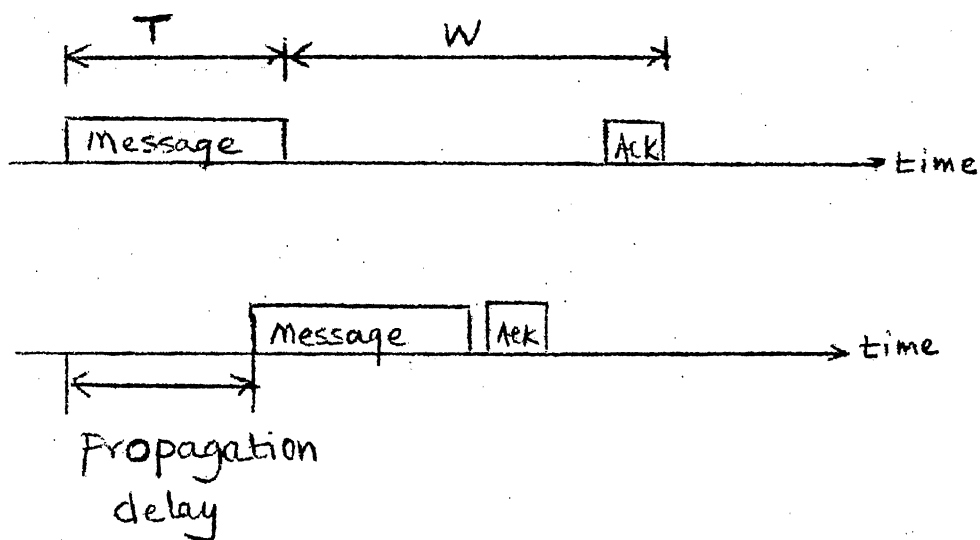 T
W
Message
Ack
time
Message
Ack
time
Propagation
delay